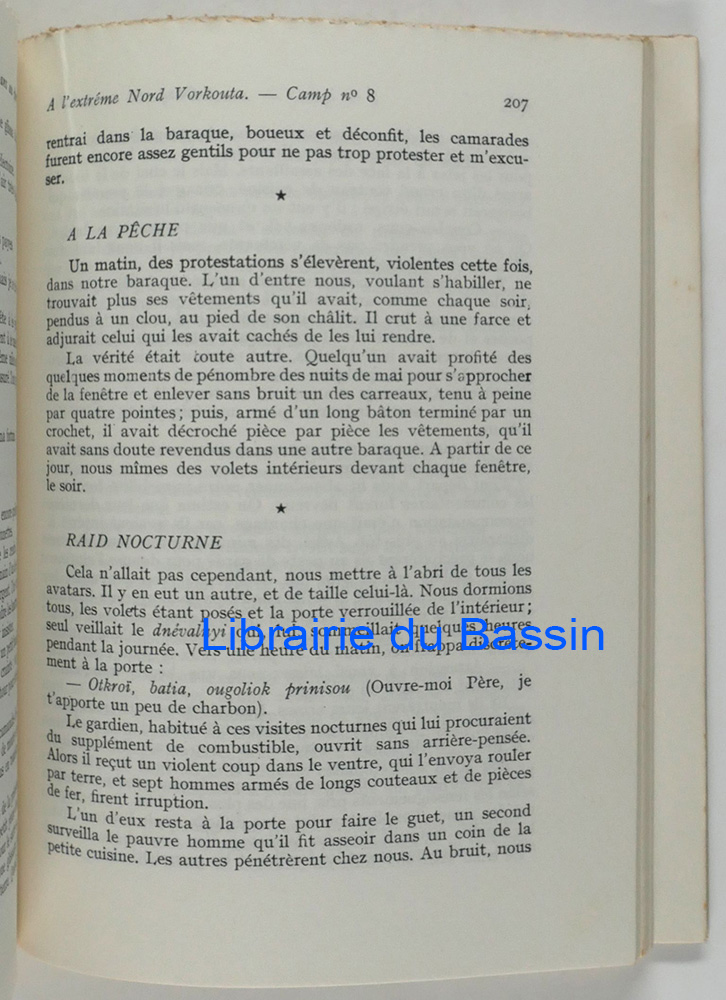 A l'extrême Nord Vorkouta. — Camp nº 8 207
rentrai dans la baraque, boueux et déconfit, les camarades
furent encore assez gentils pour ne pas trop protester et m'excu-
ser.
★
A LA PÊCHE
Un matin, des protestations s'élevèrent, violentes cette fois,
dans notre baraque. L'un d'entre nous, voulant s'habiller, ne
trouvait plus ses vêtements qu'il avait, comme chaque soir,
pendus à un clou, au pied de son châlit. Il crut à une farce et
adjurait celui qui les avait cachés de les lui rendre.
La vérité était toute autre. Quelqu'un avait profité des
quelques moments de pénombre des nuits de mai pour s'approcher
de la fenêtre et enlever sans bruit un des carreaux, tenu à peine
par quatre pointes; puis, armé d'un long bâton terminé par un
crochet, il avait décroché pièce par pièce les vêtements, qu'il
avait sans doute revendus dans une autre baraque. A partir de ce
jour, nous mîmes des volets intérieurs devant chaque fenêtre,
le soir.
★
RAID NOCTURNE
Cela n'allait pas cependant, nous mettre à l'abri de tous les
avatars. Il y en eut un autre, et de taille celui-là. Nous dormions
tous, les volets étant posés et la porte verrouillée de l'intérieur;
seul veillait le dnévalnyi qui, lui, sommeillait quelques heures
Librairie du Bassin
pendant la journée. Vers une heure du matin, on frappa discrète-
ment à la porte :
— Otkroï, batia, ougoliok prinisou (Ouvre-moi Père, je
t'apporte un peu de charbon).
Le gardien, habitué à ces visites nocturnes qui lui procuraient
du supplément de combustible, ouvrit sans arrière-pensée.
Alors il reçut un violent coup dans le ventre, qui l'envoya rouler
par terre, et sept hommes armés de longs couteaux et de pièces
de fer, firent irruption.
L'un d'eux resta à la porte pour faire le guet, un second
surveilla le pauvre homme qu'il fit asseoir dans un coin de la
petite cuisine. Les autres pénétrèrent chez nous. Au bruit, nous